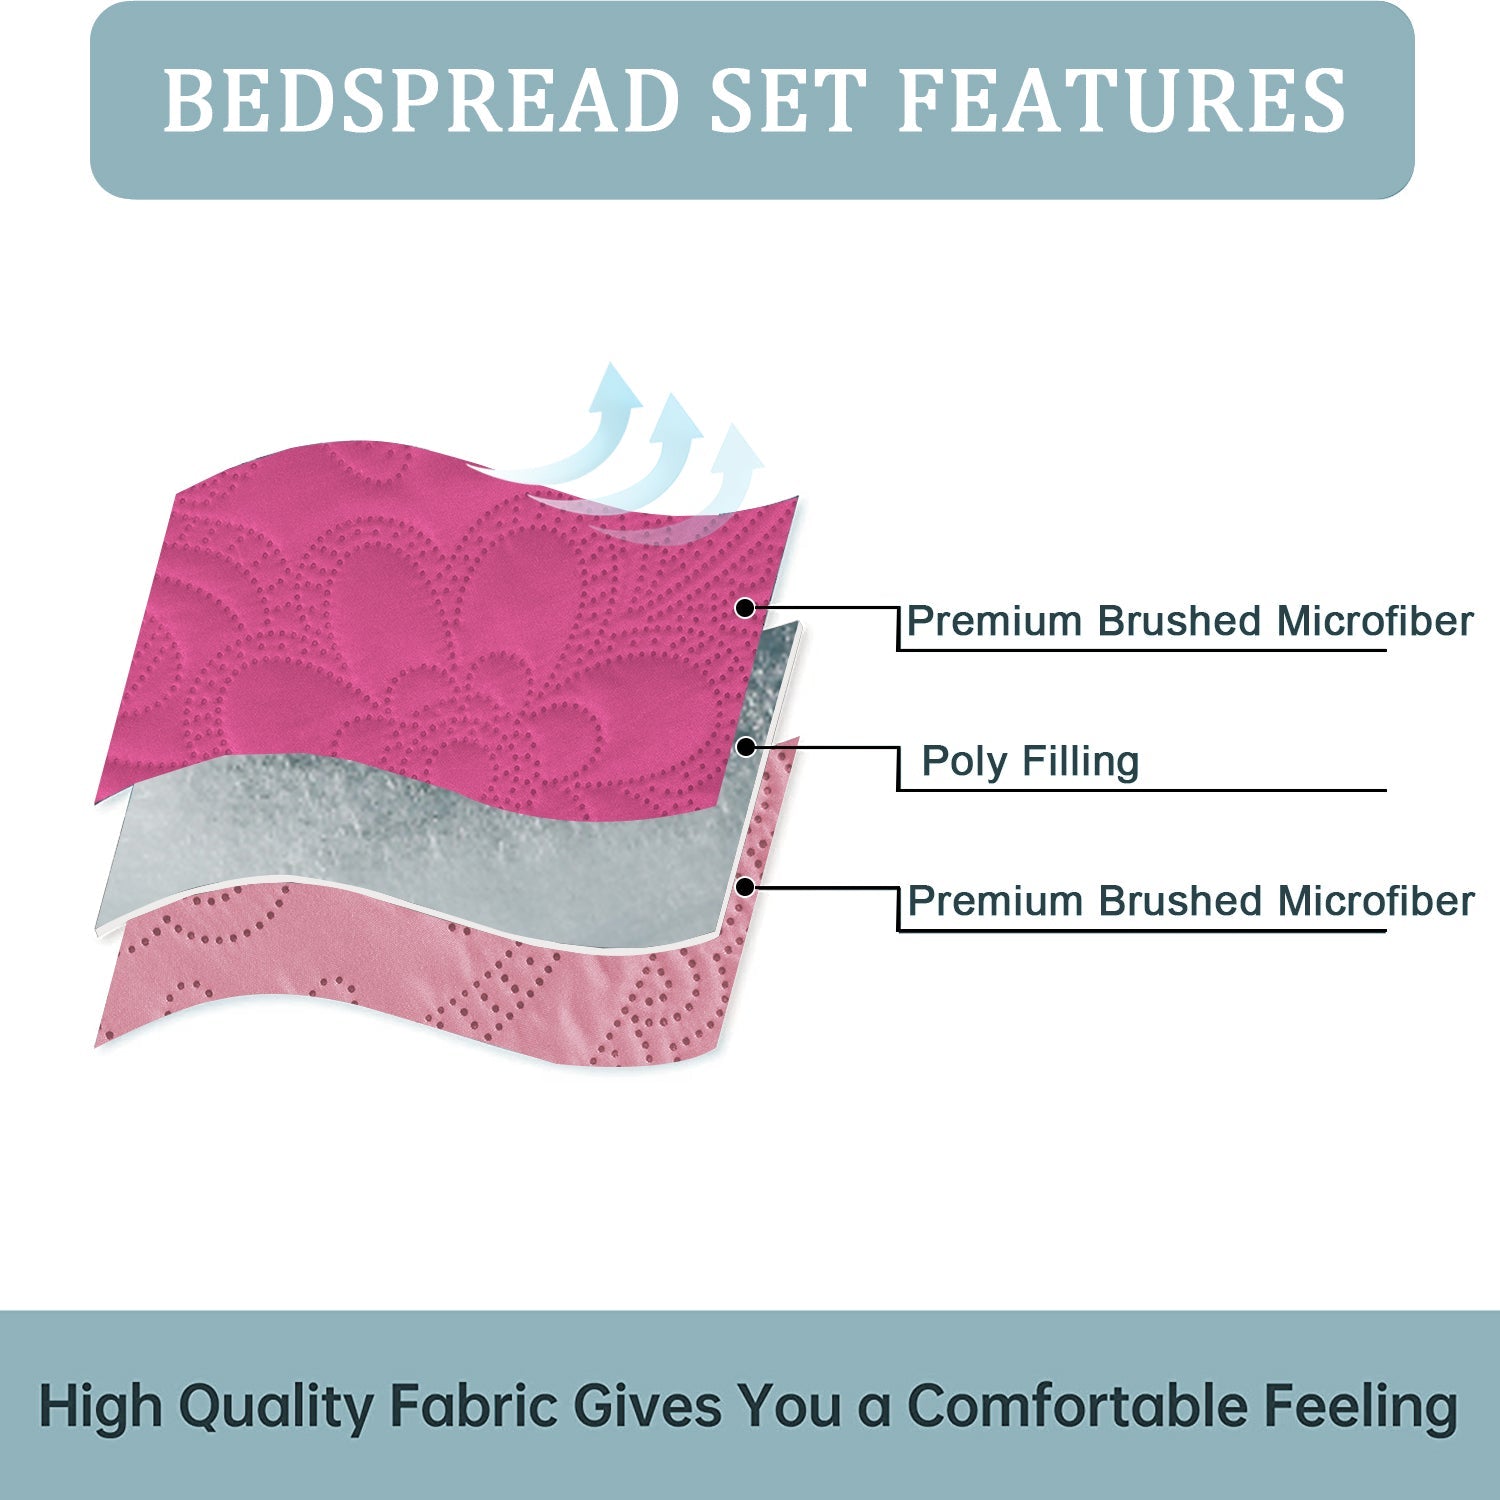 BEDSPREAD SET FEATURES
Premium Brushed Microfiber
Poly Filling
Premium Brushed Microfiber
High Quality Fabric Gives You a Comfortable Feeling